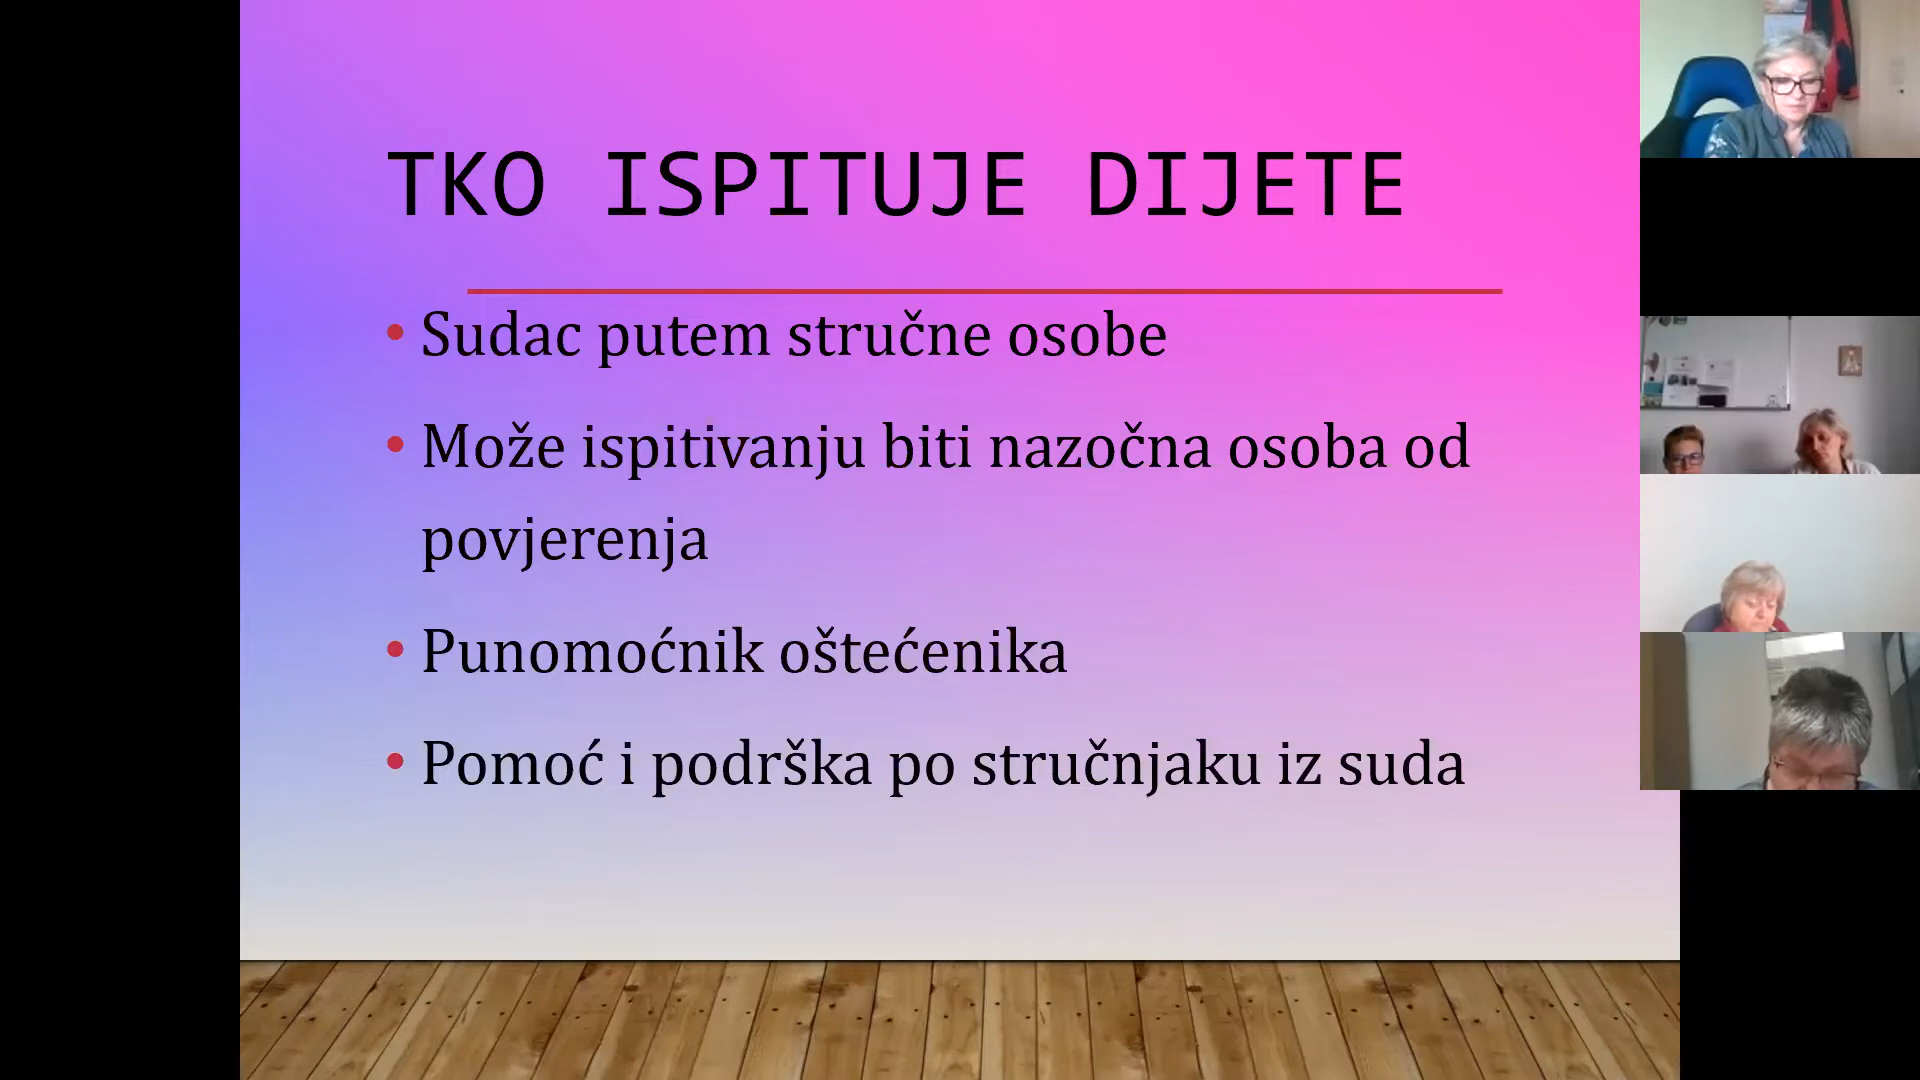 TKO ISPITUJE DIJETE
• Sudac putem stručne osobe
• Može ispitivanju biti nazočna osoba od
povjerenja
• Punomoćnik oštećenika
• Pomoć i podrška po stručnjaku iz suda